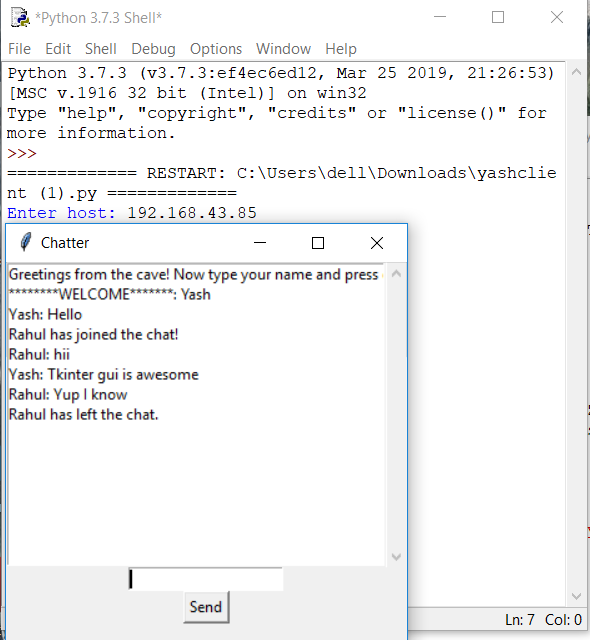 *Python 3.7.3 Shell*
File Edit Shell Debug Options Window Help
Python 3.7.3 (v3.7.3:ef4ec6ed12, Mar 25 2019, 21:26:53)
[MSC v.1916 32 bit (Intel)] on win32
Type "help", "copyright", "credits" or "license()" for
more information.
>>>
============= RESTART: C:\Users\dell\Downloads\yashclie
nt (1).py =============
Enter host: 192.168.43.85
Chatter
Greetings from the cave! Now type your name and press
********WELCOME*******: Yash
Yash: Hello
Rahul has joined the chat!
Rahul: hii
Yash: Tkinter gui is awesome
Rahul: Yup I know
Rahul has left the chat.
Send
Ln: 7 Col: 0